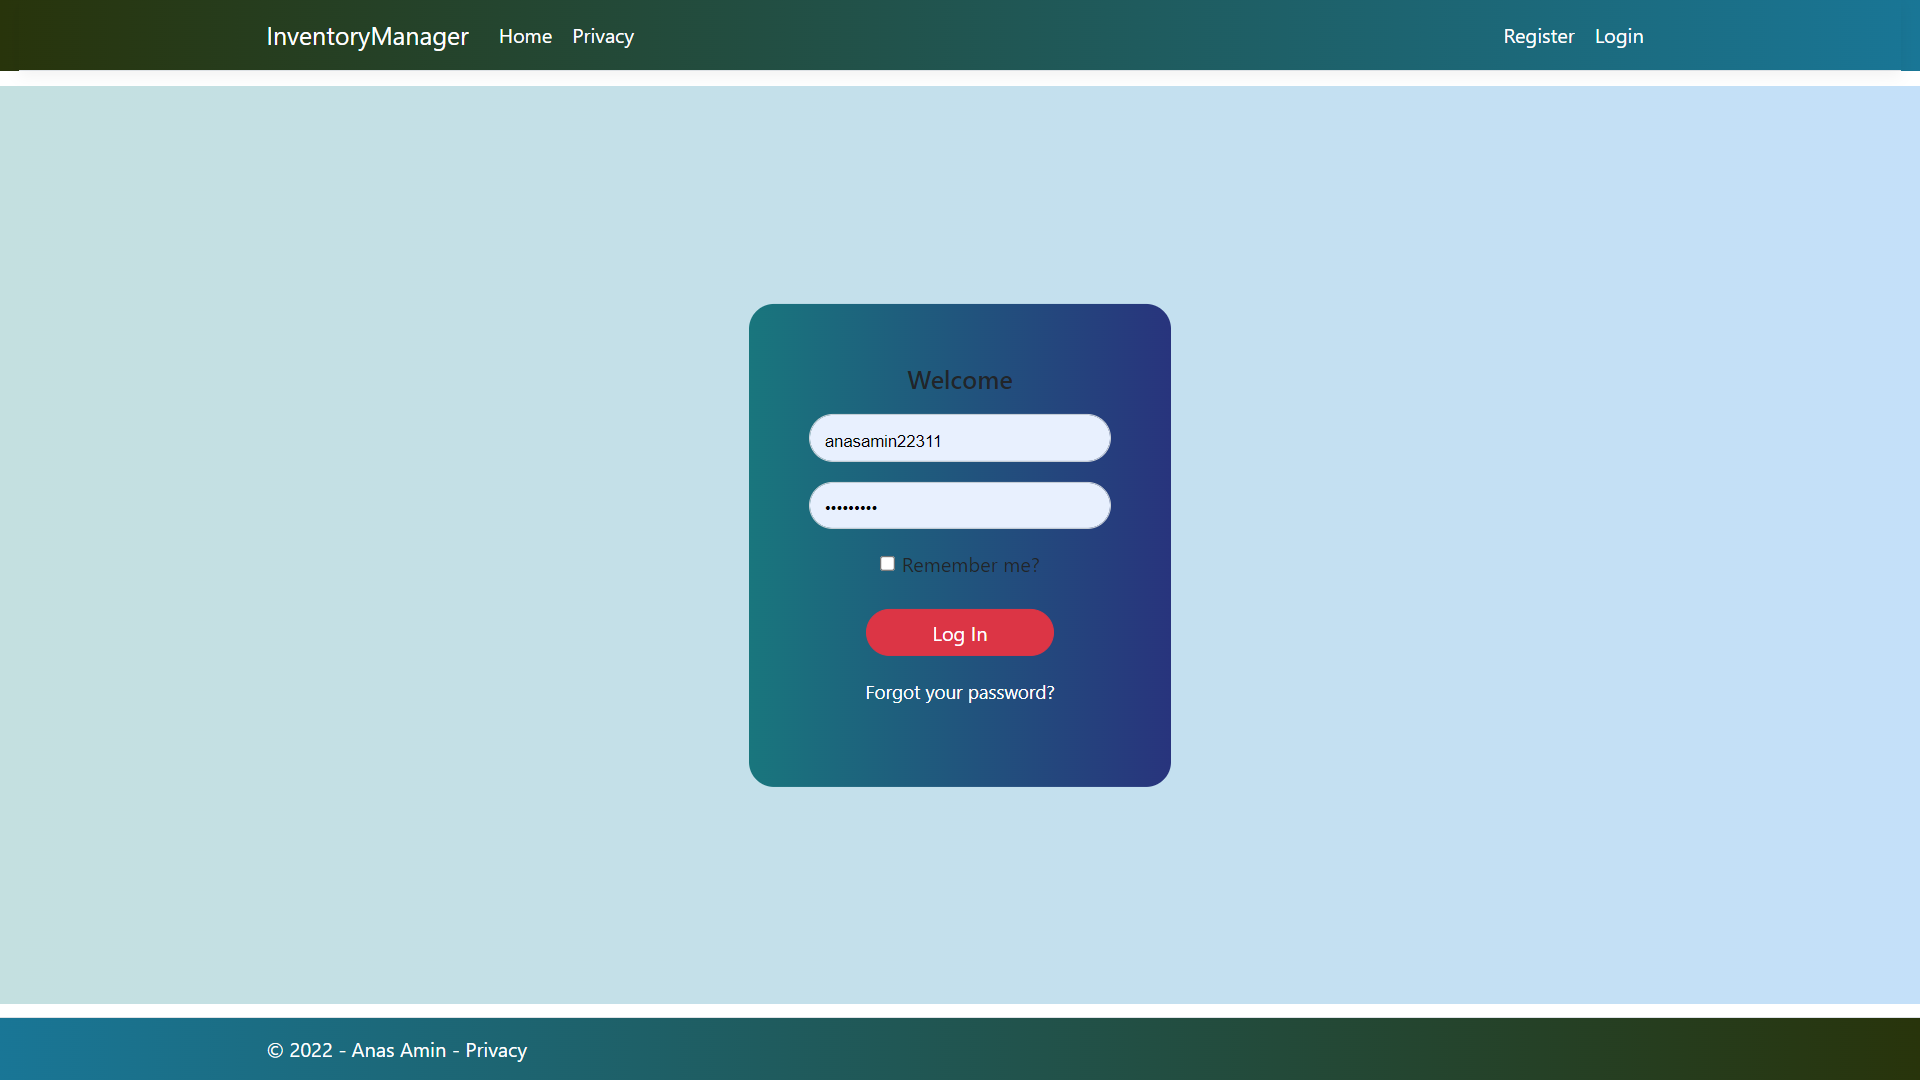 InventoryManager Home Privacy Register Login
Welcome
anasamin22311
•••••••••
Remember me?
Log In
Forgot your password?
© 2022 - Anas Amin - Privacy